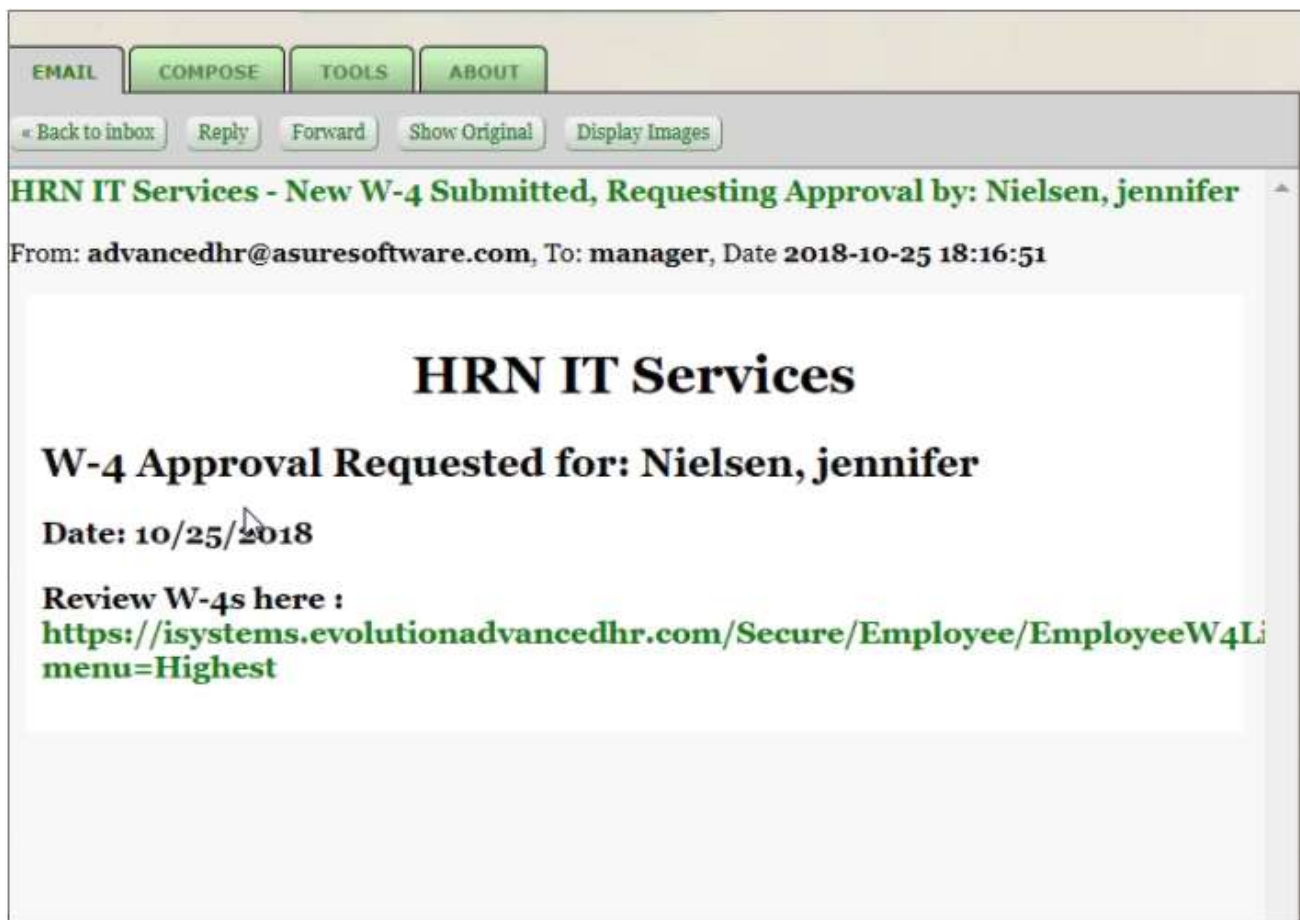 EMAIL COMPOSE TOOLS ABOUT
« Back to inbox Reply Forward Show Original Display Images
HRN IT Services - New W-4 Submitted, Requesting Approval by: Nielsen, jennifer
From: advancedhr@asuresoftware.com, To: manager, Date 2018-10-25 18:16:51
HRN IT Services
W-4 Approval Requested for: Nielsen, jennifer
Date: 10/25/2018
Review W-4s here :
https://isystems.evolutionadvancedhr.com/Secure/Employee/EmployeeW4Li
menu=Highest